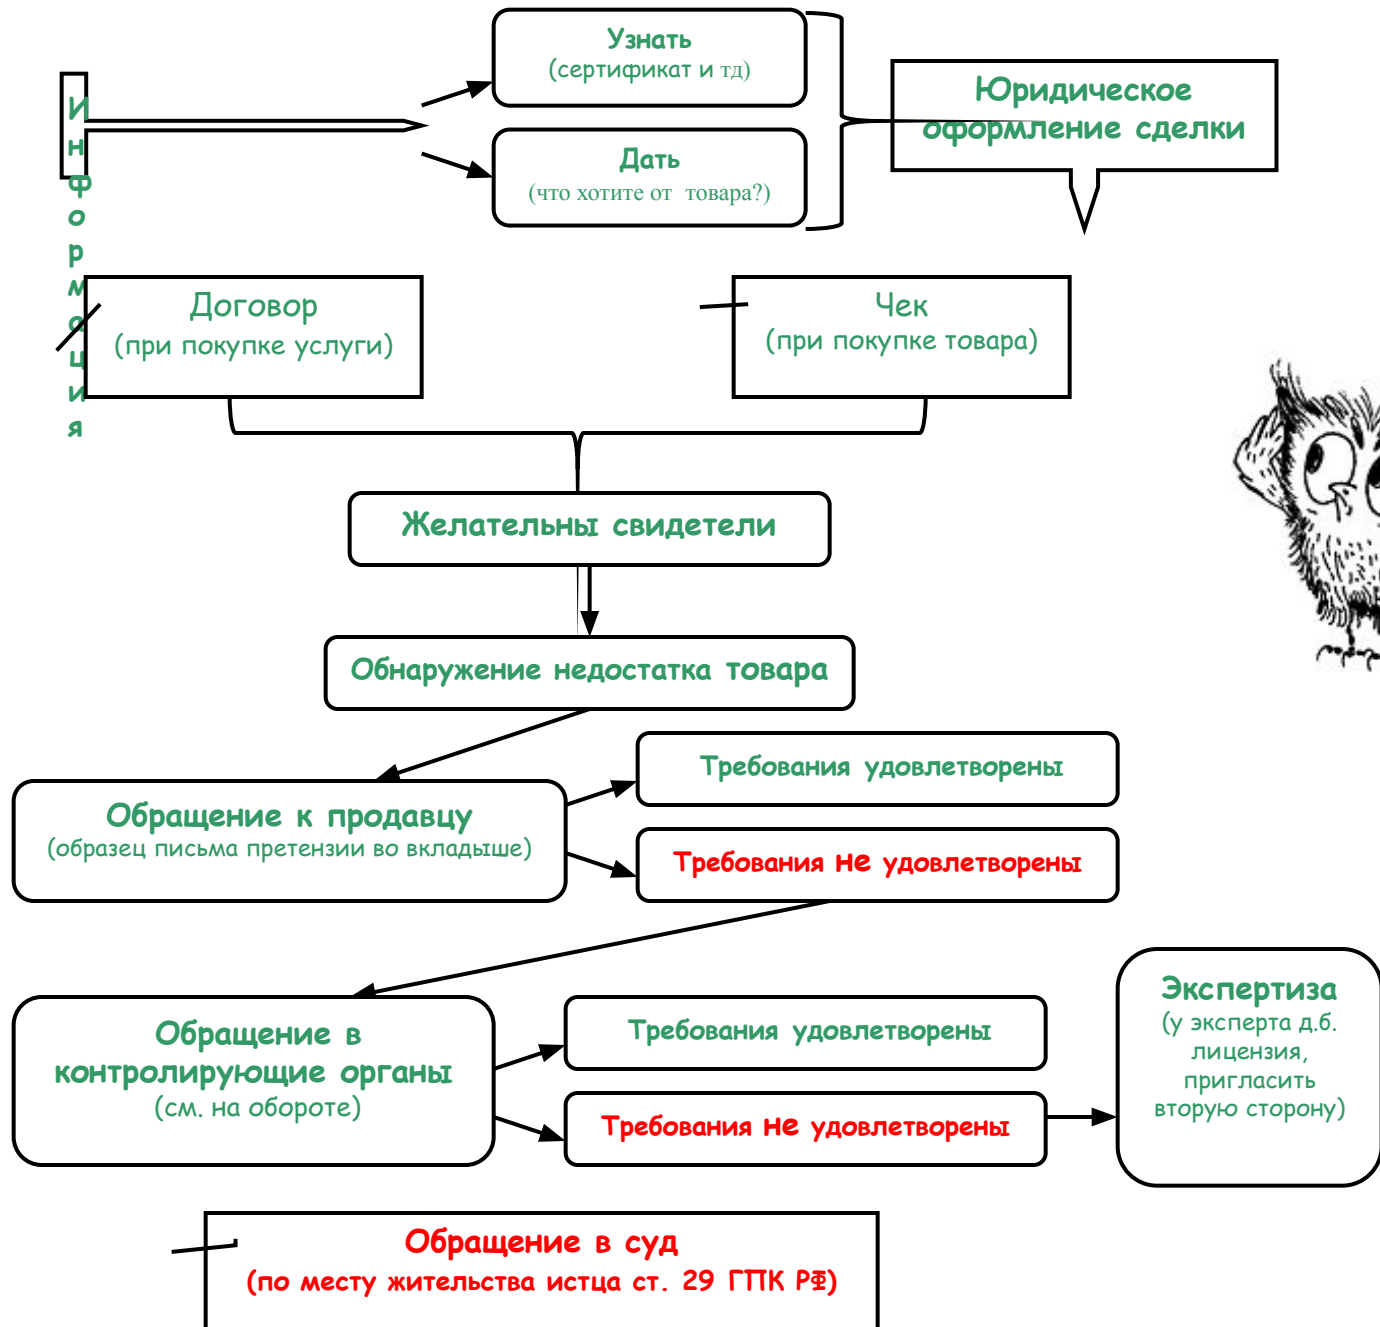 Узнать
(сертификат и тд)
Юридическое
оформление сделки
Информация
Дать
(что хотите от товара?)
Договор
(при покупке услуги)
Чек
(при покупке товара)
Желательны свидетели
Обнаружение недостатка товара
Требования удовлетворены
Обращение к продавцу
(образец письма претензии во вкладыше)
Требования не удовлетворены
Обращение в
контролирующие органы
(см. на обороте)
Требования удовлетворены
Требования не удовлетворены
Экспертиза
(у эксперта д.б.
лицензия,
пригласить
вторую сторону)
Обращение в суд
(по месту жительства истца ст. 29 ГПК РФ)